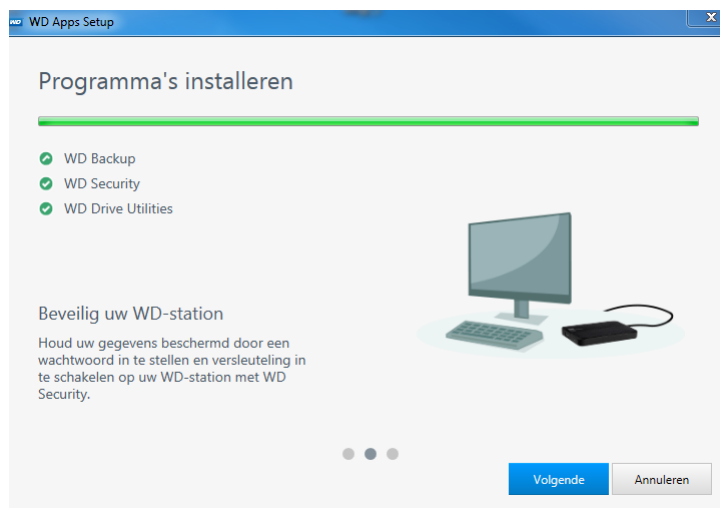 WD WD Apps Setup
Programma's installeren
WD Backup
WD Security
WD Drive Utilities
Beveilig uw WD-station
Houd uw gegevens beschermd door een
wachtwoord in te stellen en versleuteling in
te schakelen op uw WD-station met WD
Security.
Volgende Annuleren